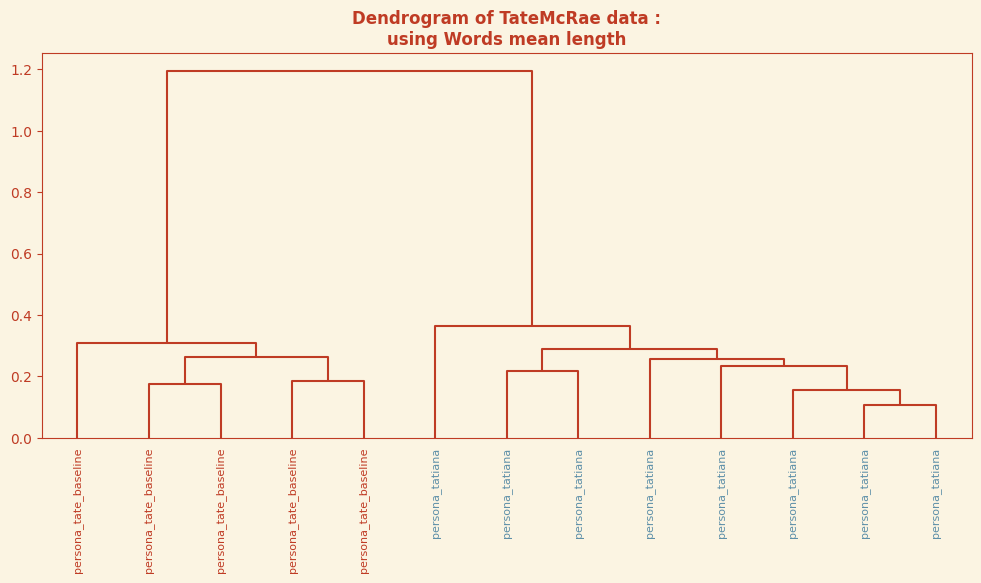 Dendrogram of TateMcRae data :
using Words mean length
1.2
1.0
0.8
0.6
0.4
0.2
0.0
persona_tate_baseline
persona_tate_baseline
persona_tate_baseline
persona_tate_baseline
persona_tate_baseline
persona_tatiana
persona_tatiana
persona_tatiana
persona_tatiana
persona_tatiana
persona_tatiana
persona_tatiana
persona_tatiana